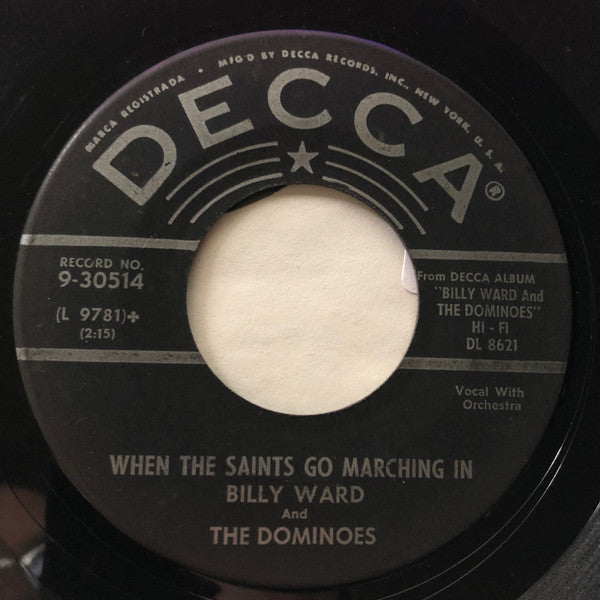 MARCA REGISTRADA • MFG'D BY DECCA RECORDS, INC., NEW YORK, U. S. A.
DECCA®
RECORD NO.
9-30514
(L 9781)+
(2:15)
From DECCA ALBUM
"BILLY WARD And
THE DOMINOES"
HI - FI
DL 8621
Vocal With
Orchestra
WHEN THE SAINTS GO MARCHING IN
BILLY WARD
And
THE DOMINOES